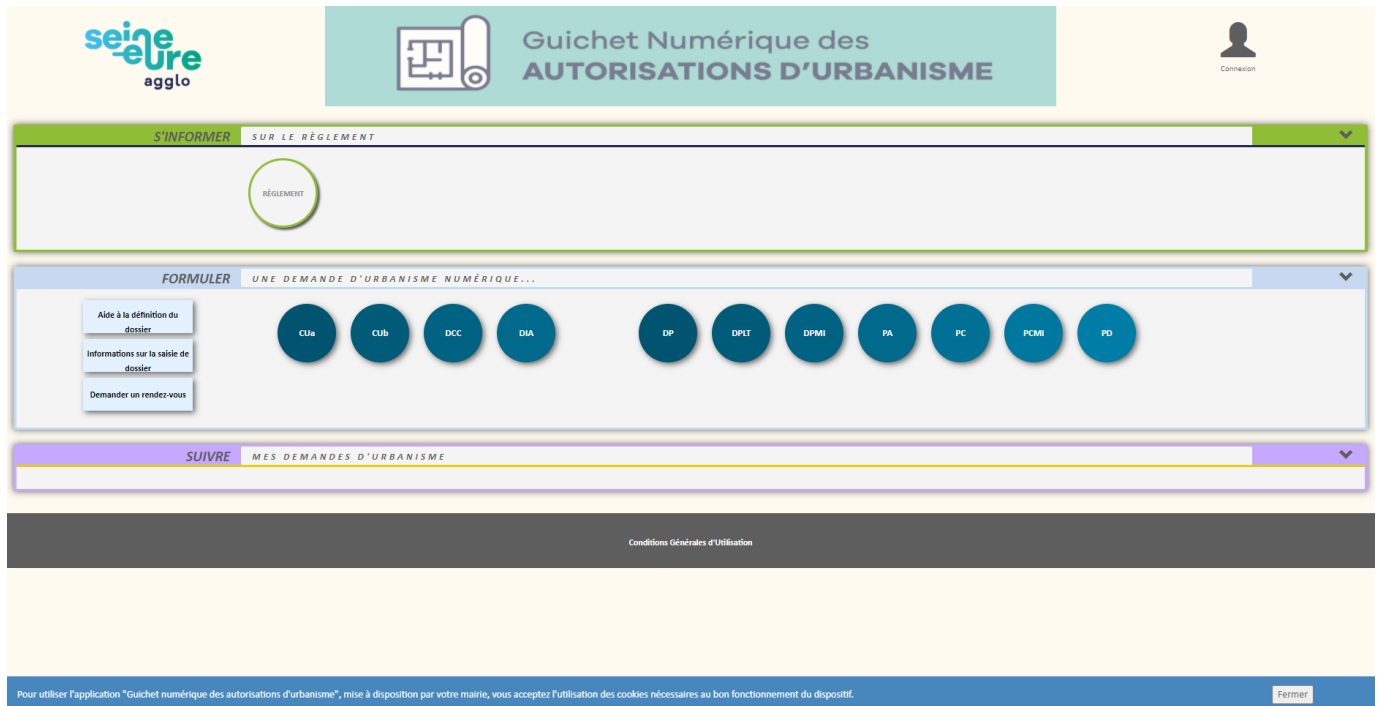 seine
-eure
agglo
Guichet Numérique des
AUTORISATIONS D'URBANISME
Connexion
S'INFORMER SUR LE RÈGLEMENT
RÈGLEMENT
FORMULER UNE DEMANDE D'URBANISME NUMÉRIQUE...
Aide à la définition du
dossier
Informations sur la saisie de
dossier
Demander un rendez-vous
CUa CUb DCC DIA DP DPLT DPMI PA PC PCMI PD
SUIVRE MES DEMANDES D'URBANISME
Conditions Générales d'Utilisation
Pour utiliser l'application "Guichet numérique des autorisations d'urbanisme", mise à disposition par votre mairie, vous acceptez l'utilisation des cookies nécessaires au bon fonctionnement du dispositif. Fermer